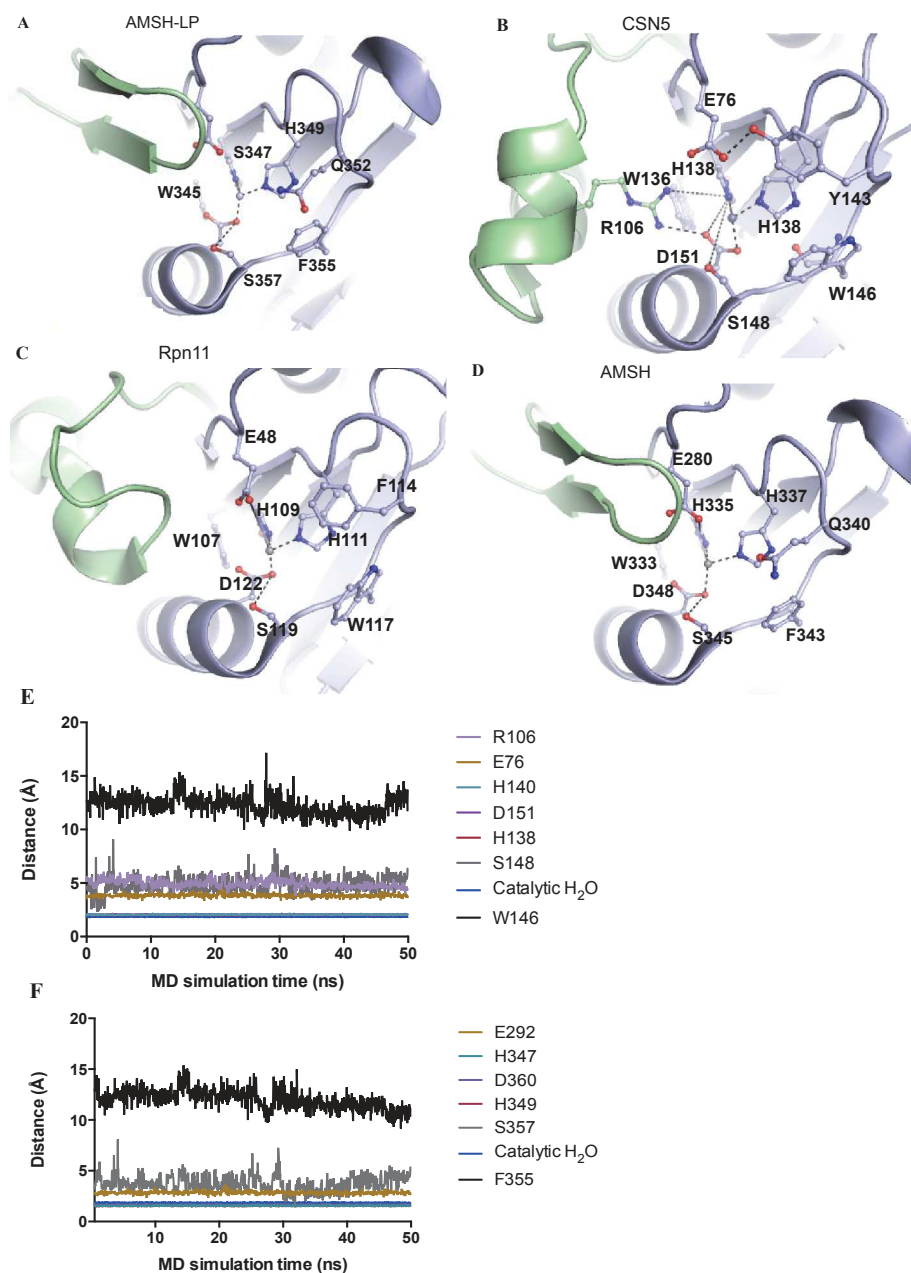 A
AMSH-LP
H349
S347
Q352
W345
F355
S357
B
CSN5
E76
H138
W136
Y143
R106
H138
D151
W146
S148
C
Rpn11
E48
F114
H109
H111
W107
D122
W117
S119
D
AMSH
E280
H335
H337
Q340
W333
D348
S345
F343
E
20
15
10
5
0
Distance (Å)
0 10 20 30 40 50
MD simulation time (ns)
R106
E76
H140
D151
H138
S148
Catalytic H₂O
W146
F
20
15
10
5
0
Distance (Å)
10 20 30 40 50
MD simulation time (ns)
E292
H347
D360
H349
S357
Catalytic H₂O
F355